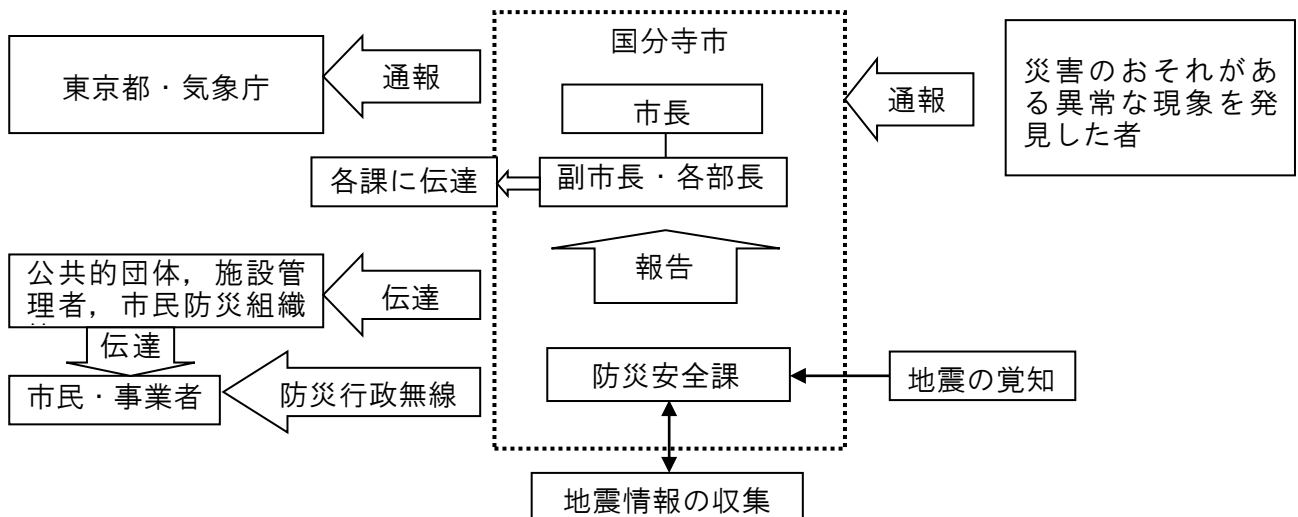 国分寺市
東京都・気象庁
通報
市長
通報
災害のおそれがあ
る異常な現象を発
見した者
各課に伝達
副市長・各部長
報告
公共的団体，施設管
理者，市民防災組織
伝達
伝達
市民・事業者
防災行政無線
防災安全課
地震の覚知
地震情報の収集